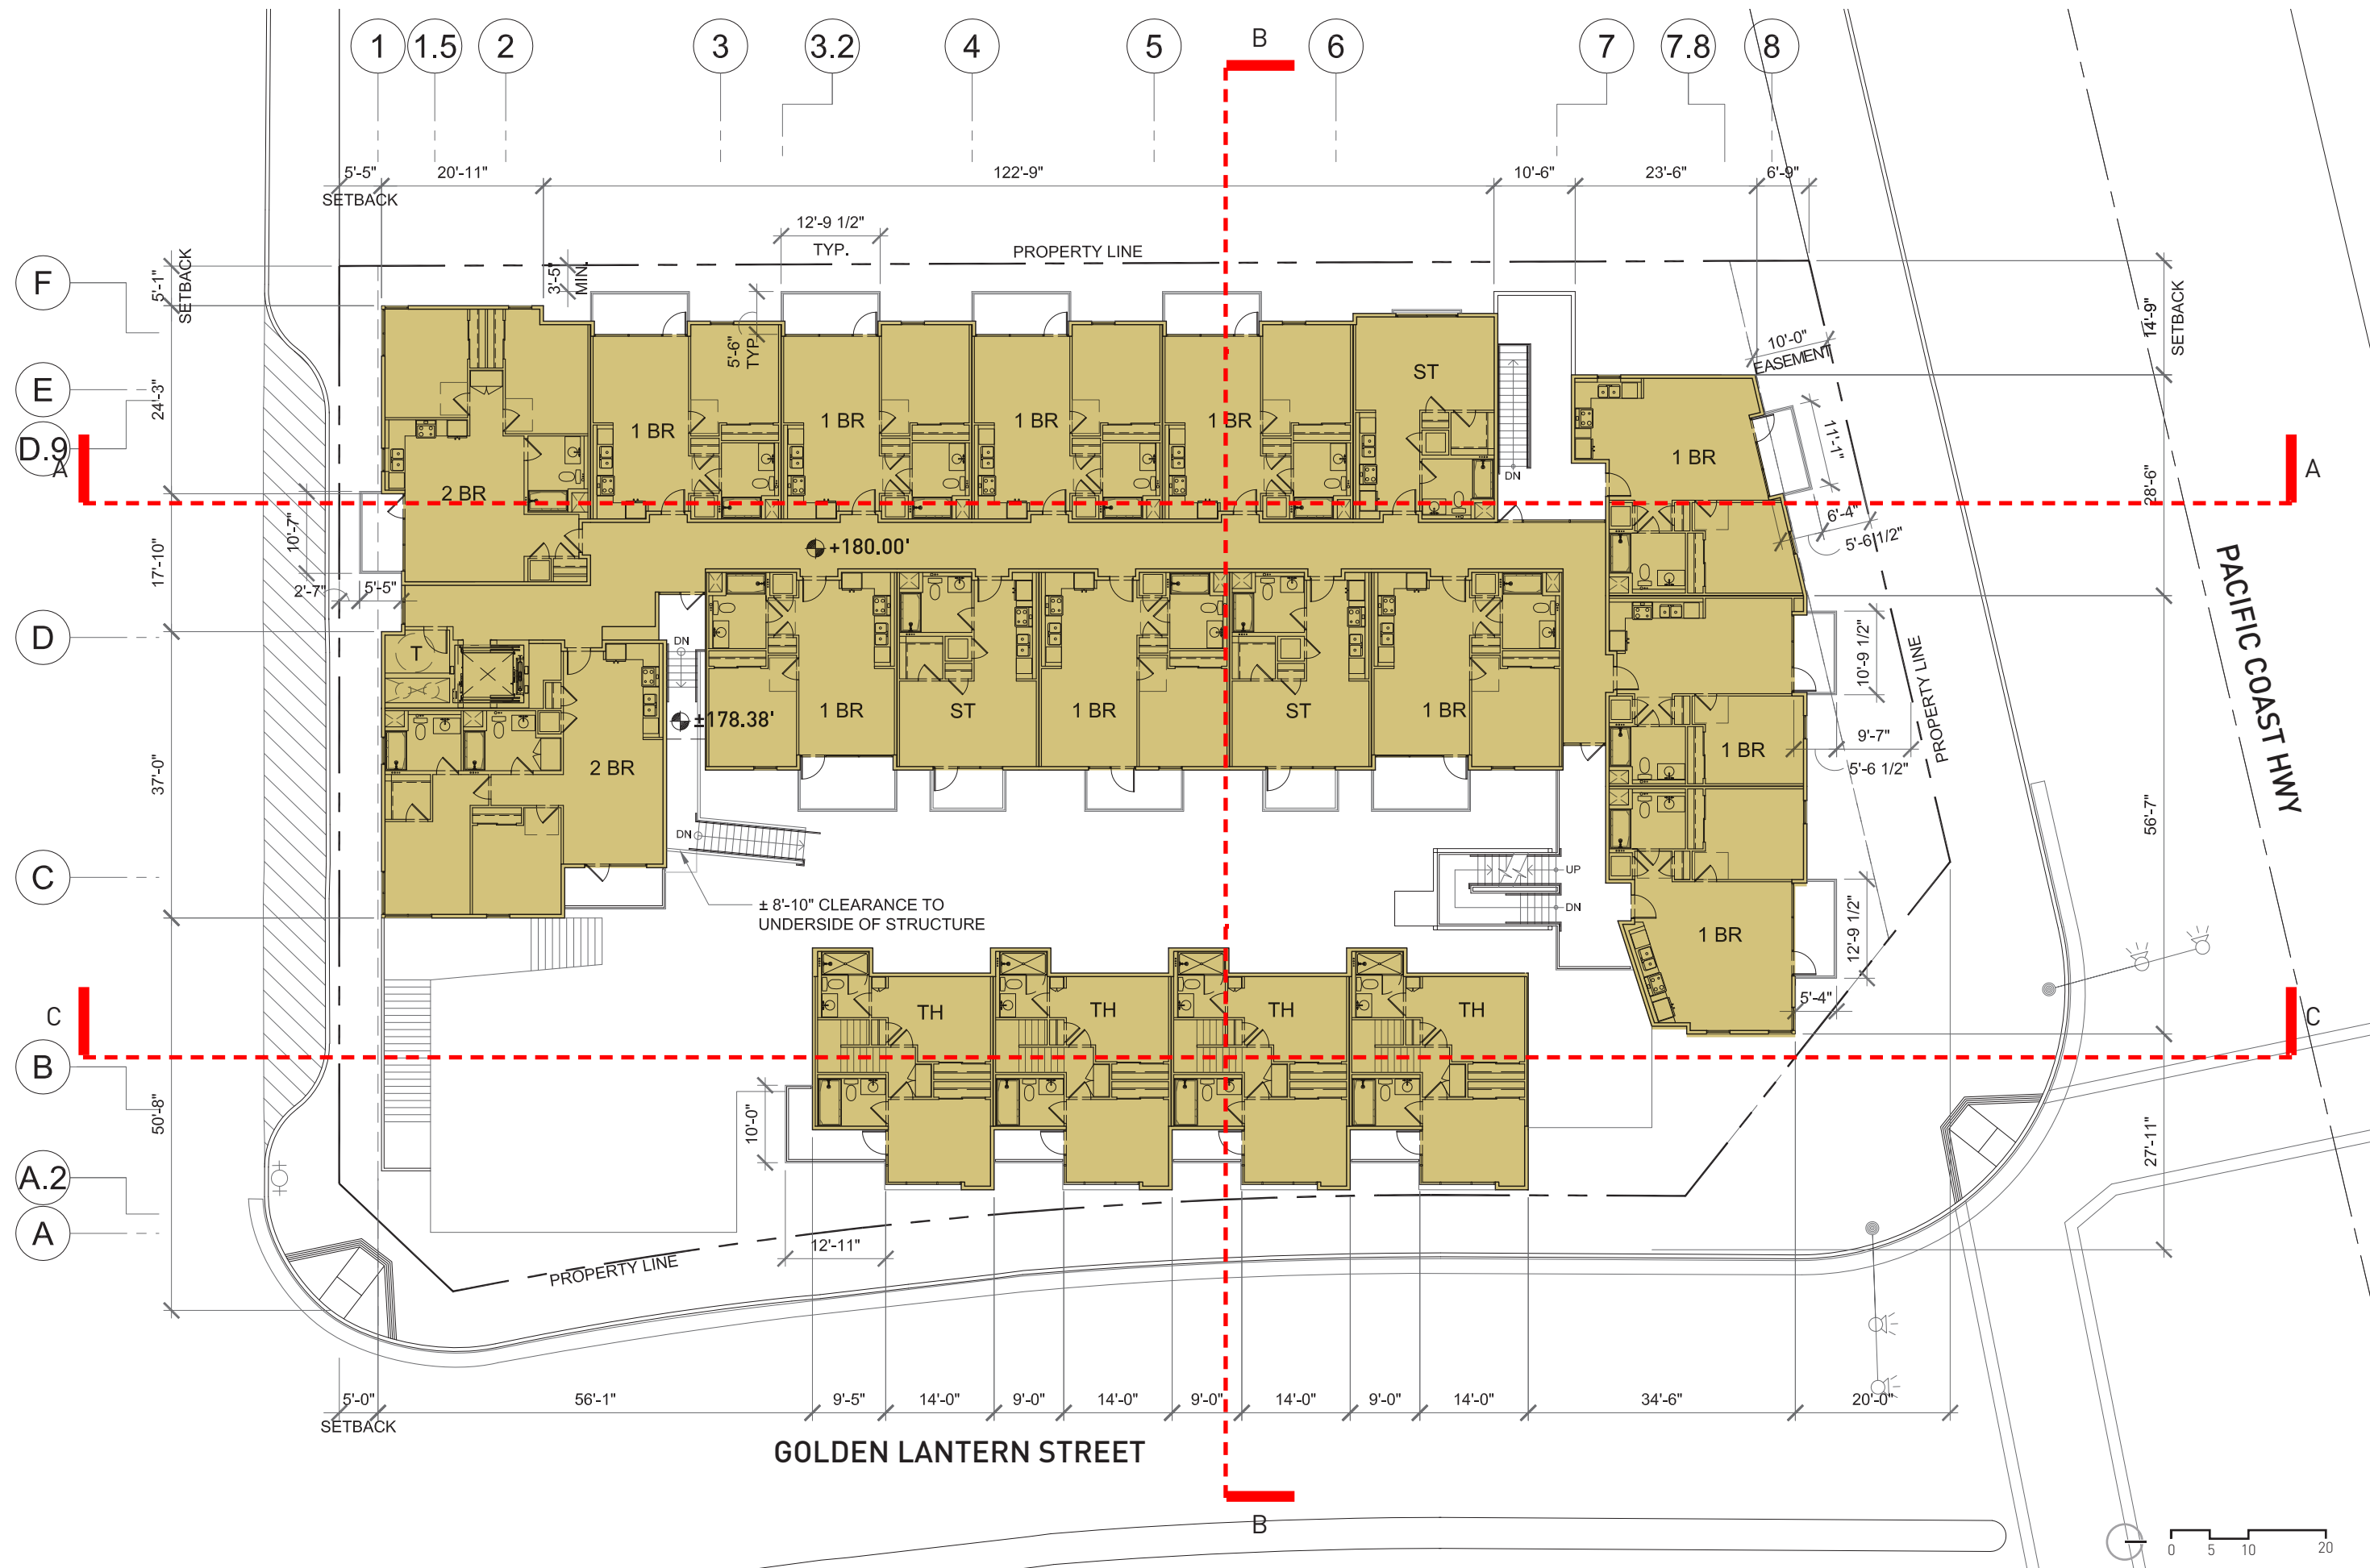 1 1.5 2 3 3.2 4 5 B 6 7 7.8 8
5'-5" 20'-11" 122'-9" 10'-6" 23'-6" 6'-9"
SETBACK
12'-9 1/2"
TYP.
PROPERTY LINE
F
5'-1"
SETBACK
3'-5"
MIN.
14'-9"
SETBACK
10'-0"
EASEMENT
5'-6"
TYP.
E
24'-3"
D.9
A
ST
1 BR
1 BR
1 BR
1 BR
1 BR
11'-1"
A
28'-6"
2 BR
DN
6'-4"
5'-6 1/2"
10'-7"
+180.00'
17'-10"
2'-7"
5'-5"
D
T
DN
±178.38'
1 BR
ST
1 BR
ST
1 BR
10'-9 1/2"
PROPERTY LINE
PACIFIC COAST HWY
1 BR
9'-7"
5'-6 1/2"
2 BR
37'-0"
56'-7"
DN
C
UP
DN
± 8'-10" CLEARANCE TO
UNDERSIDE OF STRUCTURE
1 BR
12'-9 1/2"
5'-4"
C
TH
TH
TH
TH
C
B
50'-8"
10'-0"
27'-11"
A.2
A
12'-11"
PROPERTY LINE
5'-0" 56'-1" 9'-5" 14'-0" 9'-0" 14'-0" 9'-0" 14'-0" 9'-0" 14'-0" 34'-6" 20'-0"
SETBACK
GOLDEN LANTERN STREET
B
0 5 10 20